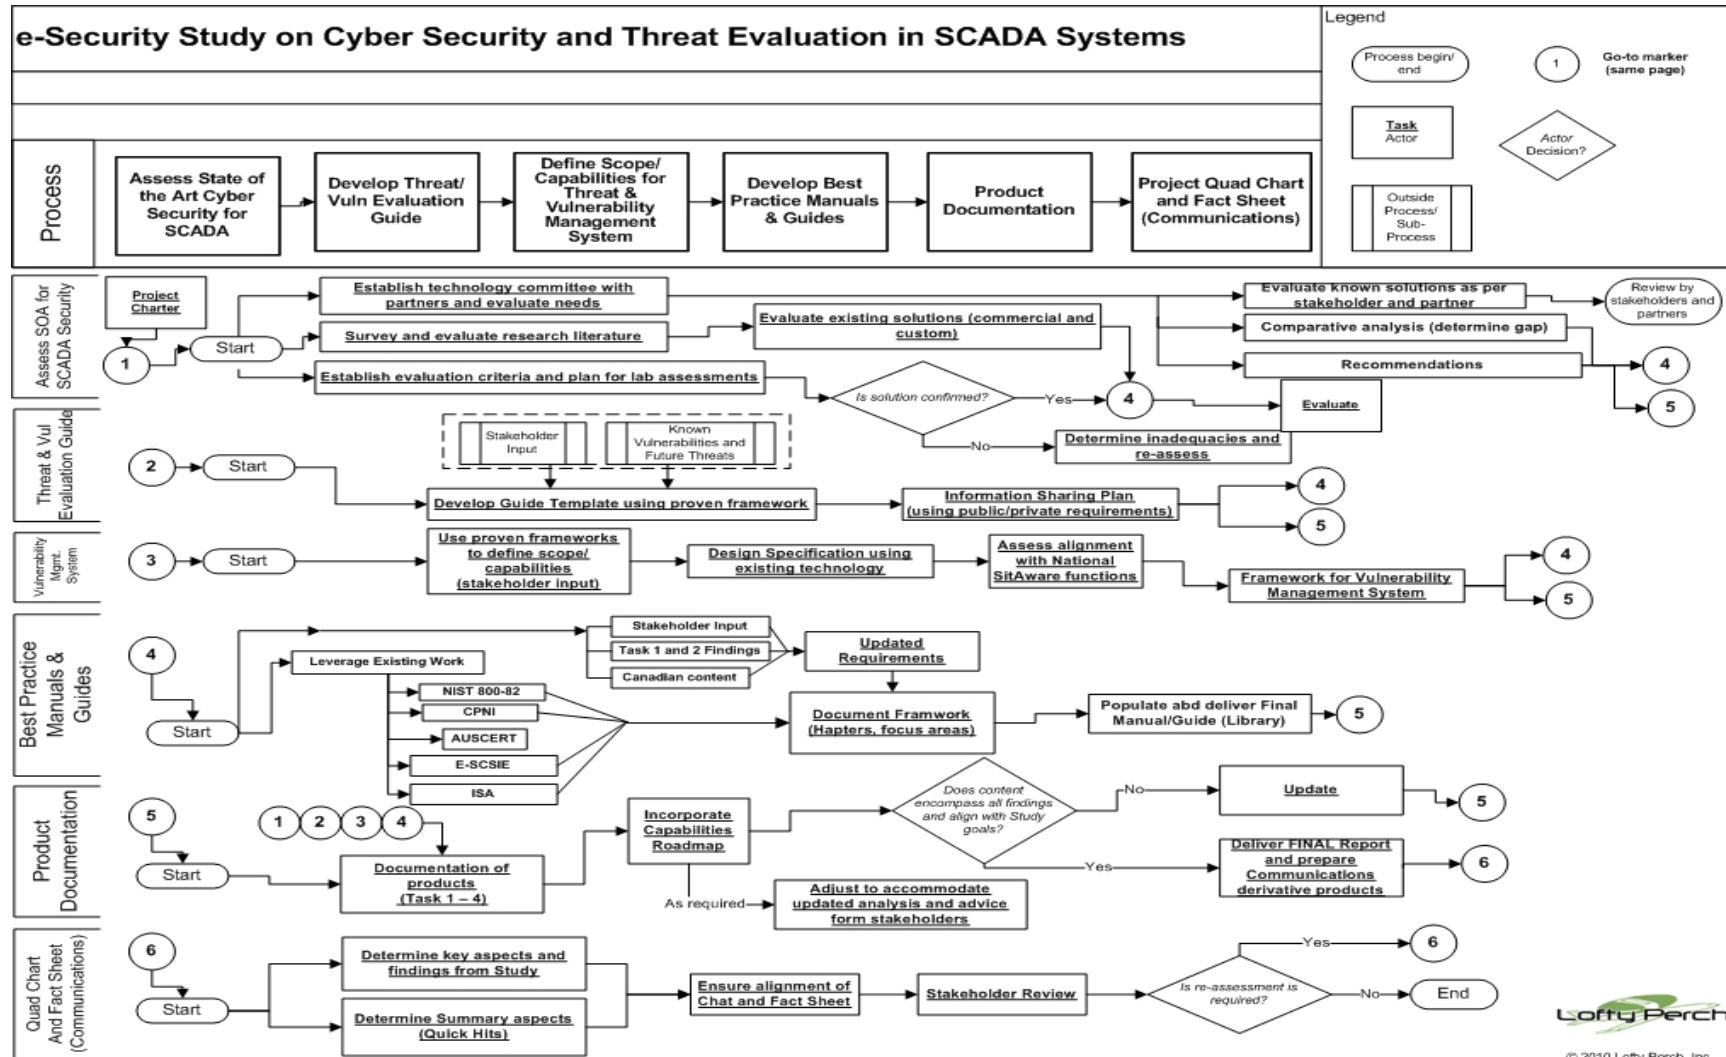 e-Security Study on Cyber Security and Threat Evaluation in SCADA Systems
Legend
Process begin/
end
1
Go-to marker
(same page)
Task
Actor
Actor
Decision?
Outside
Process/
Sub-
Process
Process
Assess State of
the Art Cyber
Security for
SCADA
Develop Threat/
Vuln Evaluation
Guide
Define Scope/
Capabilities for
Threat &
Vulnerability
Management
System
Develop Best
Practice Manuals
& Guides
Product
Documentation
Project Quad Chart
and Fact Sheet
(Communications)
Assess SOA for
SCADA Security
Project
Charter
1
Start
Establish technology committee with
partners and evaluate needs
Survey and evaluate research literature
Establish evaluation criteria and plan for lab assessments
Evaluate existing solutions (commercial and
custom)
Is solution confirmed?
Yes
4
No
Evaluate
Determine inadequacies and
re-assess
Evaluate known solutions as per
stakeholder and partner
Comparative analysis (determine gap)
Recommendations
Review by
stakeholders and
partners
4
5
Threat & Vul
Evaluation Guide
2
Start
Stakeholder
Input
Known
Vulnerabilities and
Future Threats
Develop Guide Template using proven framework
Information Sharing Plan
(using public/private requirements)
4
5
Vulnerability
Mgmt.
System
3
Start
Use proven frameworks
to define scope/
capabilities
(stakeholder input)
Design Specification using
existing technology
Assess alignment
with National
SitAware functions
Framework for Vulnerability
Management System
4
5
Best Practice
Manuals &
Guides
4
Start
Leverage Existing Work
NIST 800-82
CPNI
AUSCERT
E-SCSIE
ISA
Stakeholder Input
Task 1 and 2 Findings
Canadian content
Updated
Requirements
Document Framwork
(Hapters, focus areas)
Populate abd deliver Final
Manual/Guide (Library)
5
Product
Documentation
5
Start
1
2
3
4
Documentation of
products
(Task 1 – 4)
Incorporate
Capabilities
Roadmap
As required
Adjust to accommodate
updated analysis and advice
form stakeholders
Does content
encompass all findings
and align with Study
goals?
No
Update
5
Yes
Deliver FINAL Report
and prepare
Communications
derivative products
6
Quad Chart
And Fact Sheet
(Communications)
6
Start
Determine key aspects and
findings from Study
Determine Summary aspects
(Quick Hits)
Ensure alignment of
Chat and Fact Sheet
Stakeholder Review
Is re-assessment is
required?
Yes
6
No
End
Lofty Perch
© 2010 Lofty Perch, Inc.